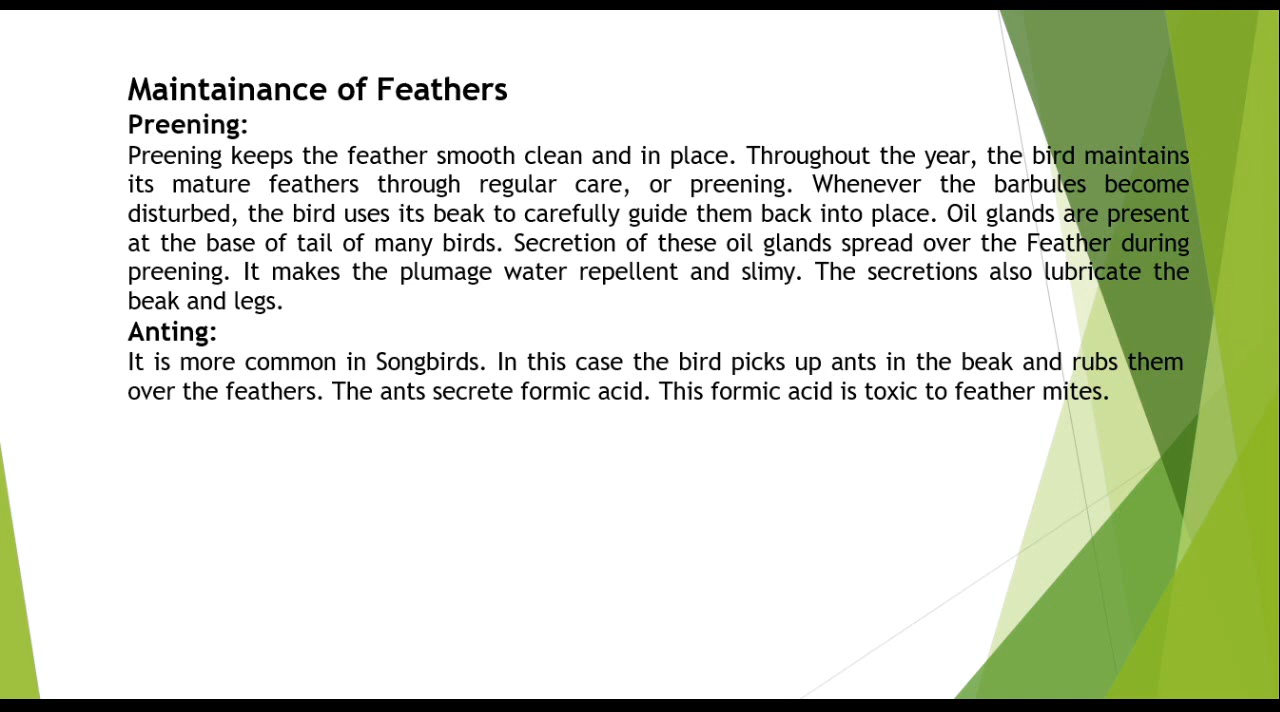 Maintainance of Feathers
Preening:
Preening keeps the feather smooth clean and in place. Throughout the year, the bird maintains
its mature feathers through regular care, or preening. Whenever the barbules become
disturbed, the bird uses its beak to carefully guide them back into place. Oil glands are present
at the base of tail of many birds. Secretion of these oil glands spread over the Feather during
preening. It makes the plumage water repellent and slimy. The secretions also lubricate the
beak and legs.
Anting:
It is more common in Songbirds. In this case the bird picks up ants in the beak and rubs them
over the feathers. The ants secrete formic acid. This formic acid is toxic to feather mites.